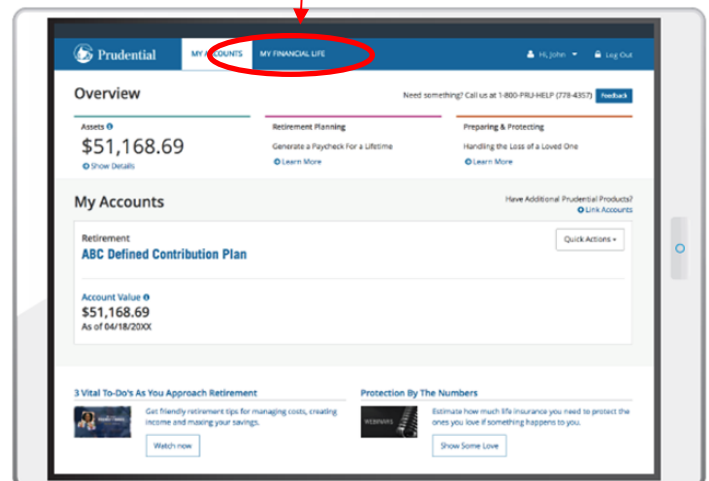 Prudential
MY ACCOUNTS
MY FINANCIAL LIFE
Hi, John
Log Out
Overview
Need something? Call us at 1-800-PRU-HELP (778-4357)
Feedback
Assets
$51,168.69
Show Details
Retirement Planning
Generate a Paycheck For a Lifetime
Learn More
Preparing & Protecting
Handling the Loss of a Loved One
Learn More
My Accounts
Have Additional Prudential Products?
Link Accounts
Retirement
ABC Defined Contribution Plan
Quick Actions
Account Value
$51,168.69
As of 04/18/20XX
3 Vital To-Do's As You Approach Retirement
Get friendly retirement tips for managing costs, creating
income and maxing your savings.
Watch now
Protection By The Numbers
WEBINARS
Estimate how much life insurance you need to protect the
ones you love if something happens to you.
Show Some Love